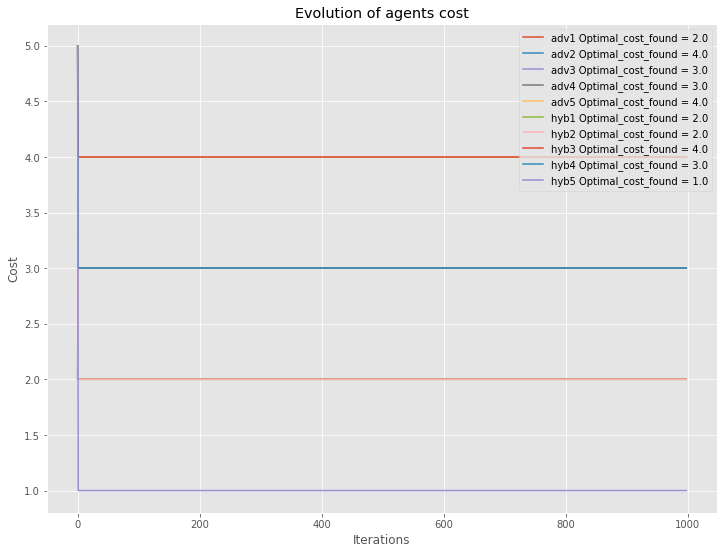 Evolution of agents cost
adv1 Optimal_cost_found = 2.0
adv2 Optimal_cost_found = 4.0
adv3 Optimal_cost_found = 3.0
adv4 Optimal_cost_found = 3.0
adv5 Optimal_cost_found = 4.0
hyb1 Optimal_cost_found = 2.0
hyb2 Optimal_cost_found = 2.0
hyb3 Optimal_cost_found = 4.0
hyb4 Optimal_cost_found = 3.0
hyb5 Optimal_cost_found = 1.0
5.0
4.5
4.0
3.5
3.0
2.5
2.0
1.5
1.0
Cost
0 200 400 600 800 1000
Iterations